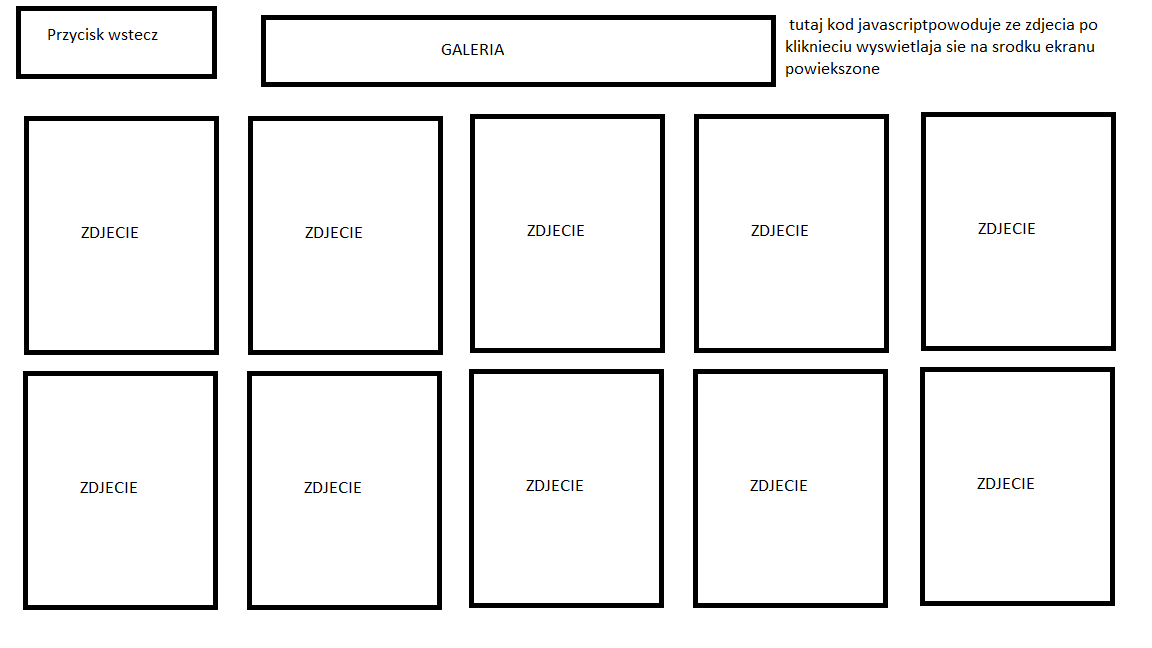 Przycisk wstecz
GALERIA
tutaj kod javascriptpowoduje ze zdjecia po
kliknieciu wyswietlaja sie na srodku ekranu
powiekszone
ZDJECIE
ZDJECIE
ZDJECIE
ZDJECIE
ZDJECIE
ZDJECIE
ZDJECIE
ZDJECIE
ZDJECIE
ZDJECIE